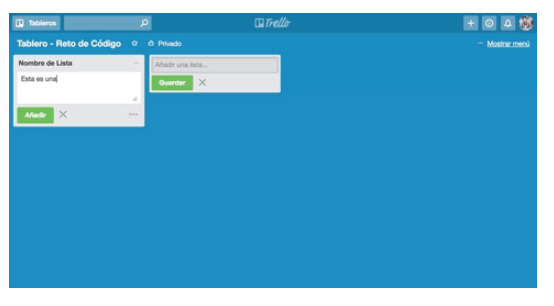 Tableros
Trello
Tablero - Reto de Código
Privado
Mostrar menú
Nombre de Lista
Esta es una
Añadir
Añadir una lista...
Guardar